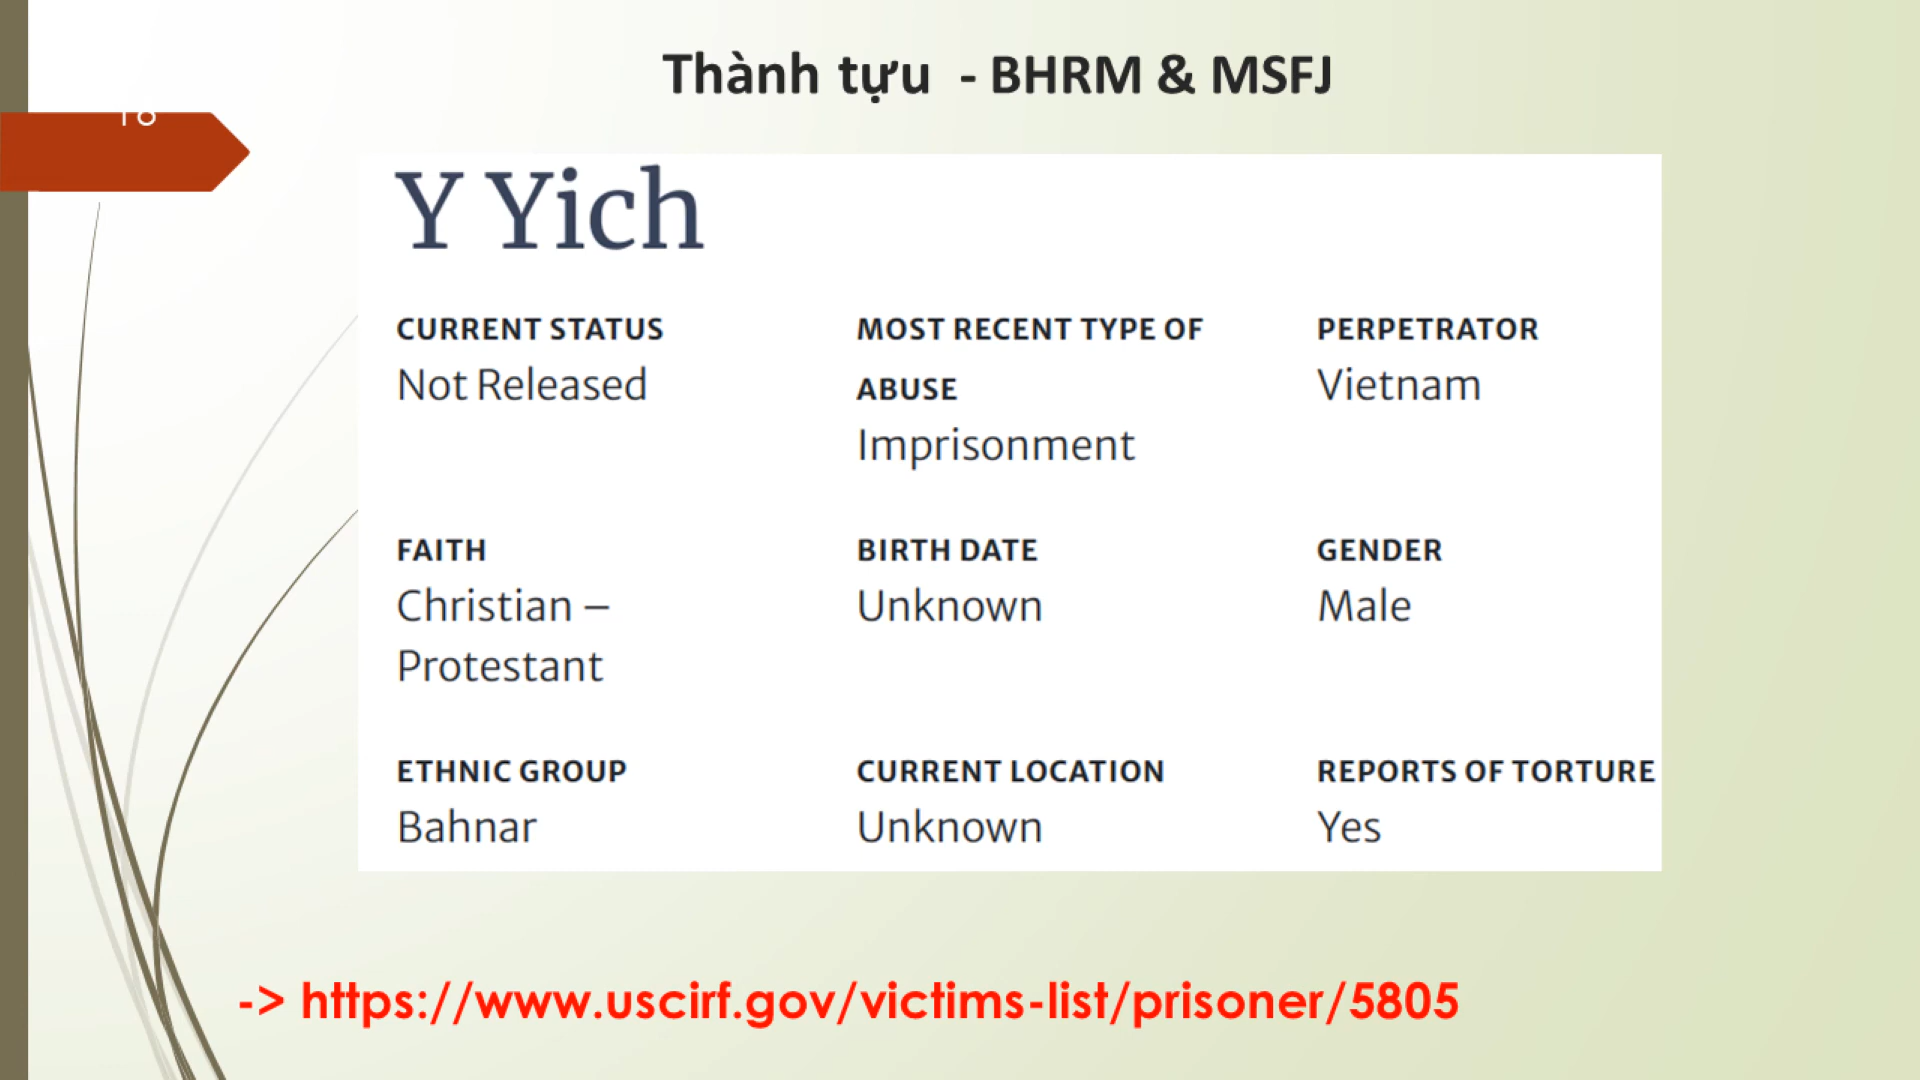 Thành tựu - BHRM & MSFJ
Y Yich
CURRENT STATUS
Not Released
MOST RECENT TYPE OF
ABUSE
Imprisonment
PERPETRATOR
Vietnam
FAITH
Christian –
Protestant
BIRTH DATE
Unknown
GENDER
Male
ETHNIC GROUP
Bahnar
CURRENT LOCATION
Unknown
REPORTS OF TORTURE
Yes
-> https://www.uscirf.gov/victims-list/prisoner/5805